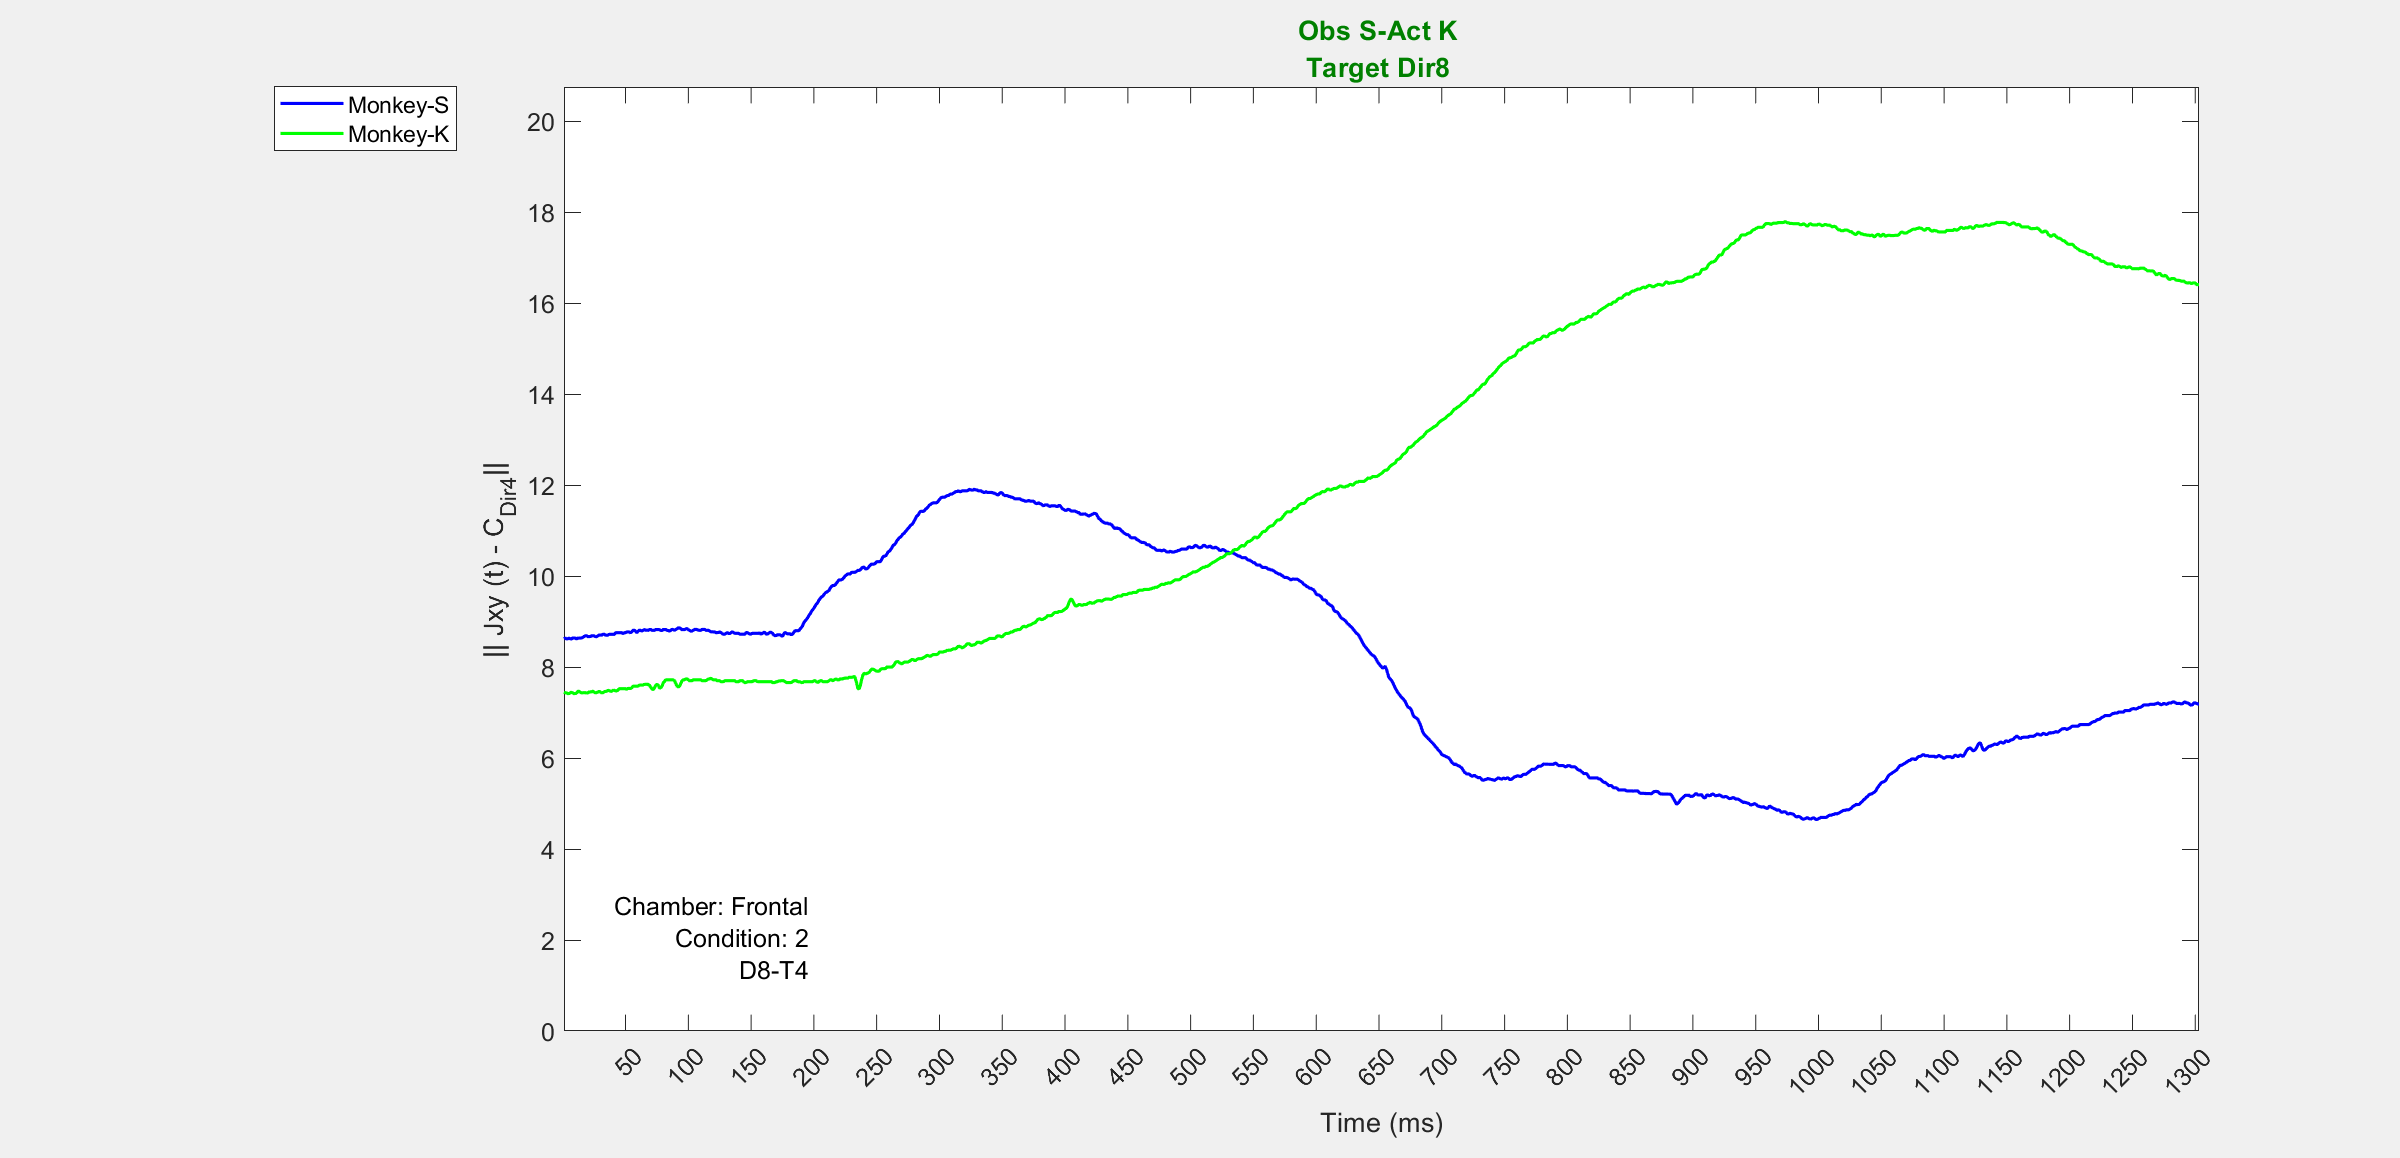 Obs S-Act K
Target Dir8
Monkey-S
Monkey-K
|| Jxy (t) - C_Dir4||
20
18
16
14
12
10
8
6
4
2
0
Chamber: Frontal
Condition: 2
D8-T4
50 100 150 200 250 300 350 400 450 500 550 600 650 700 750 800 850 900 950 1000 1050 1100 1150 1200 1250 1300
Time (ms)